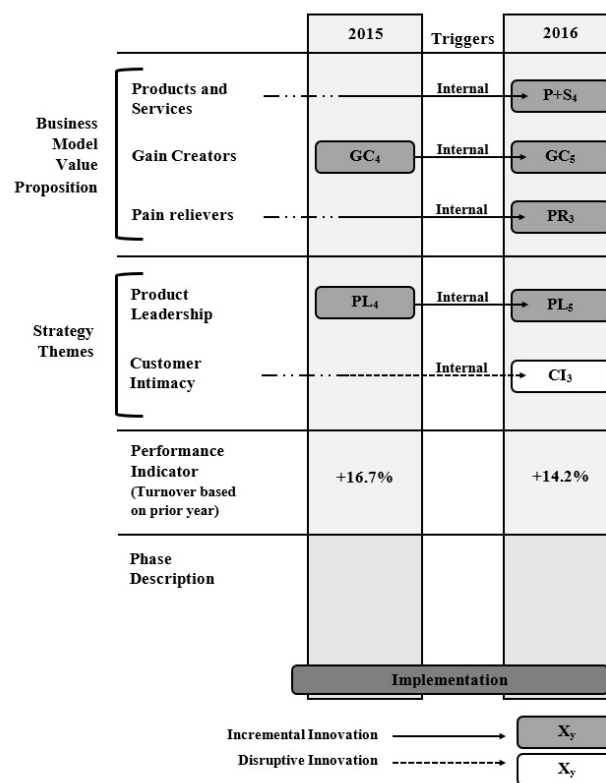 2015 Triggers 2016
Products and
Services
Internal
P+S4
Business
Model
Value
Proposition
Gain Creators
GC4
Internal
GC5
Pain relievers
Internal
PR3
Strategy
Themes
Product
Leadership
PL4
Internal
PL5
Customer
Intimacy
Internal
CI3
Performance
Indicator
(Turnover based
on prior year)
+16.7%
+14.2%
Phase
Description
Implementation
Incremental Innovation
Xy
Disruptive Innovation
Xy